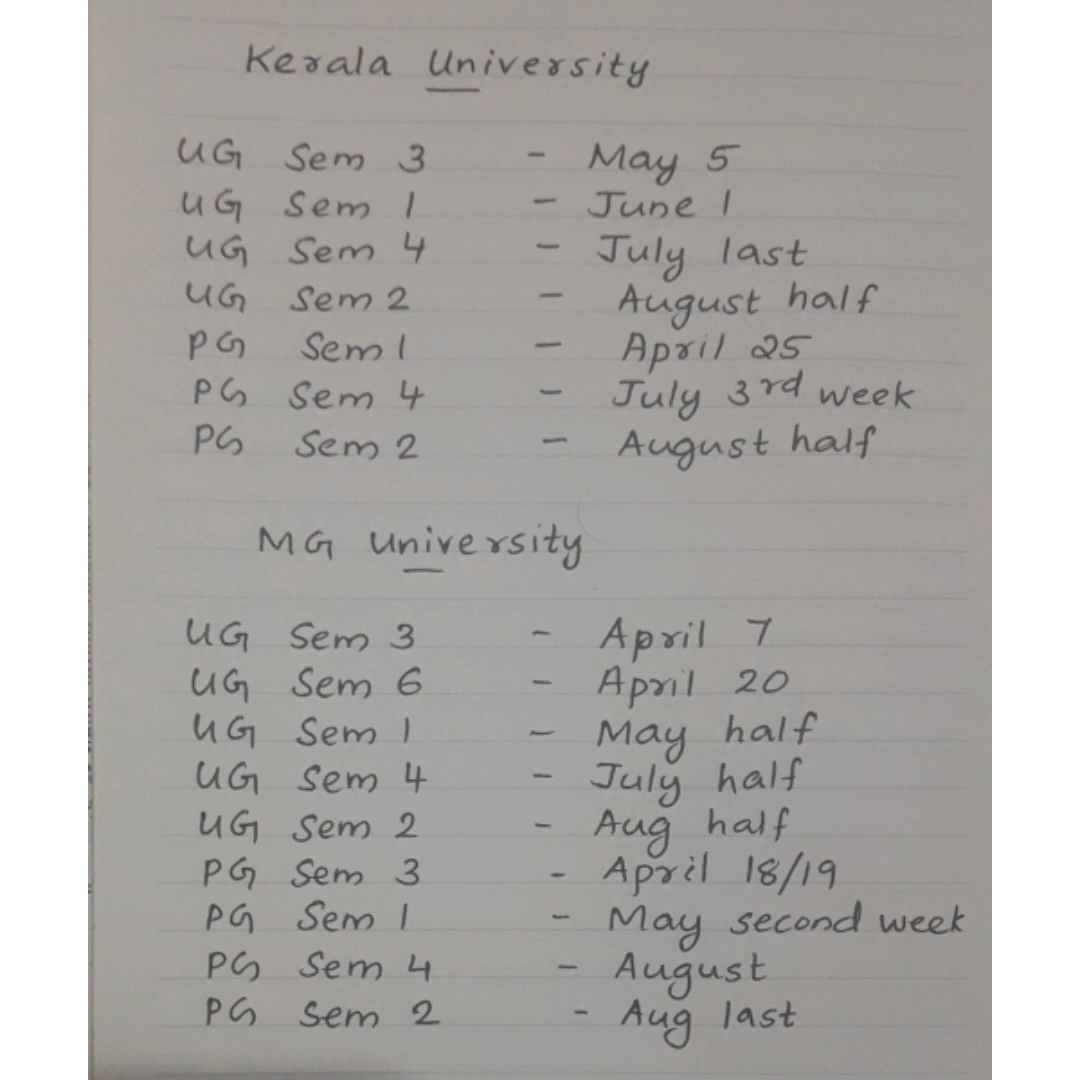 Kerala University
UG Sem 3 - May 5
UG Sem 1 - June 1
UG Sem 4 - July last
UG Sem 2 - August half
PG Sem 1 - April 25
PG Sem 4 - July 3rd week
PG Sem 2 - August half
MG University
UG Sem 3 - April 7
UG Sem 6 - April 20
UG Sem 1 - May half
UG Sem 4 - July half
UG Sem 2 - Aug half
PG Sem 3 - April 18/19
PG Sem 1 - May second week
PG Sem 4 - August
PG Sem 2 - Aug last